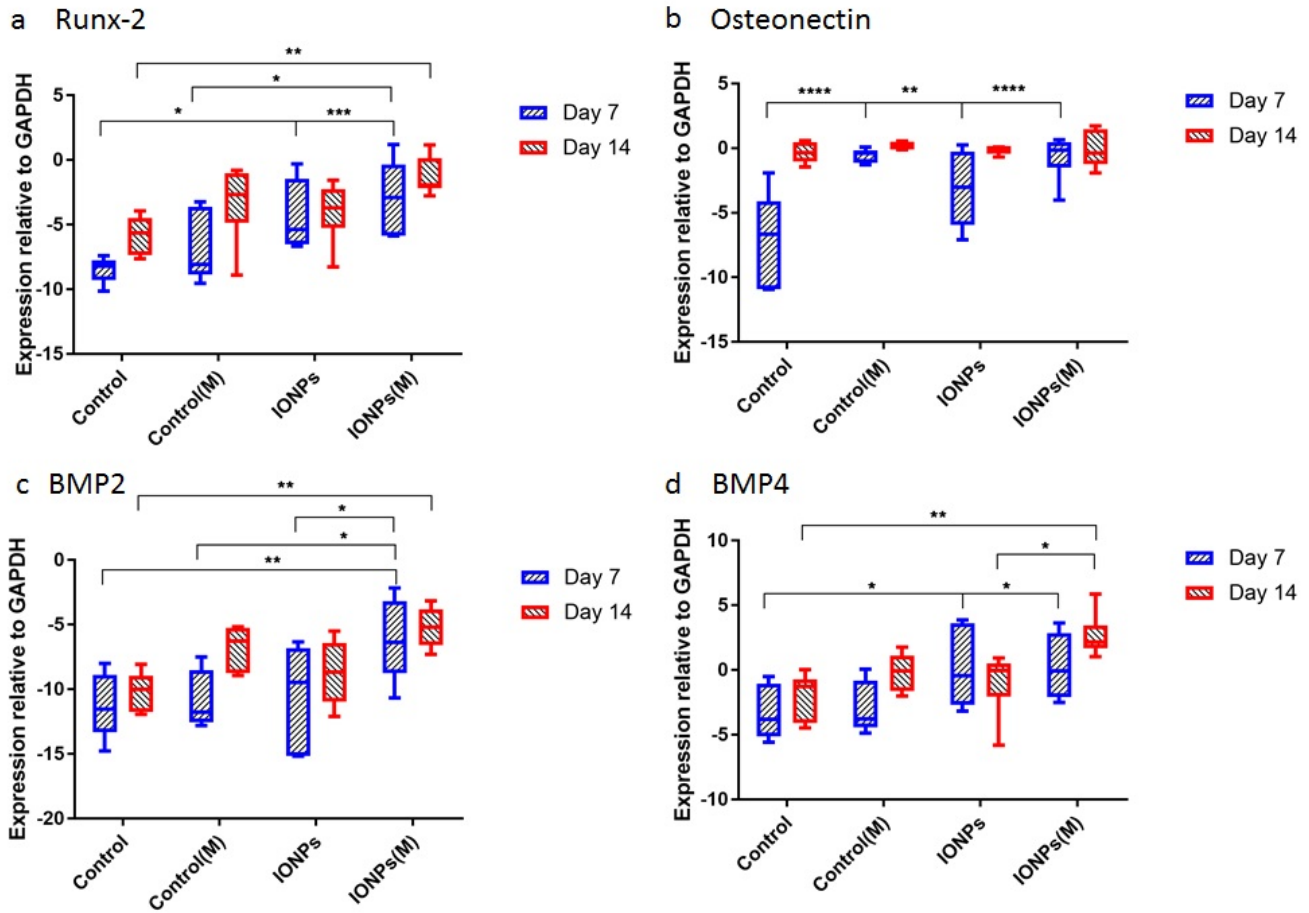 a Runx-2
**
*
* ***
Expression relative to GAPDH
5
0
-5
-10
-15
Control
Control(M)
IONPs
IONPs(M)
Day 7
Day 14
b Osteonectin
**** ** ****
Expression relative to GAPDH
5
0
-5
-10
-15
Control
Control(M)
IONPs
IONPs(M)
Day 7
Day 14
c BMP2
**
*
*
**
Expression relative to GAPDH
0
-5
-10
-15
-20
Control
Control(M)
IONPs
IONPs(M)
Day 7
Day 14
d BMP4
**
*
* *
Expression relative to GAPDH
10
5
0
-5
-10
Control
Control(M)
IONPs
IONPs(M)
Day 7
Day 14